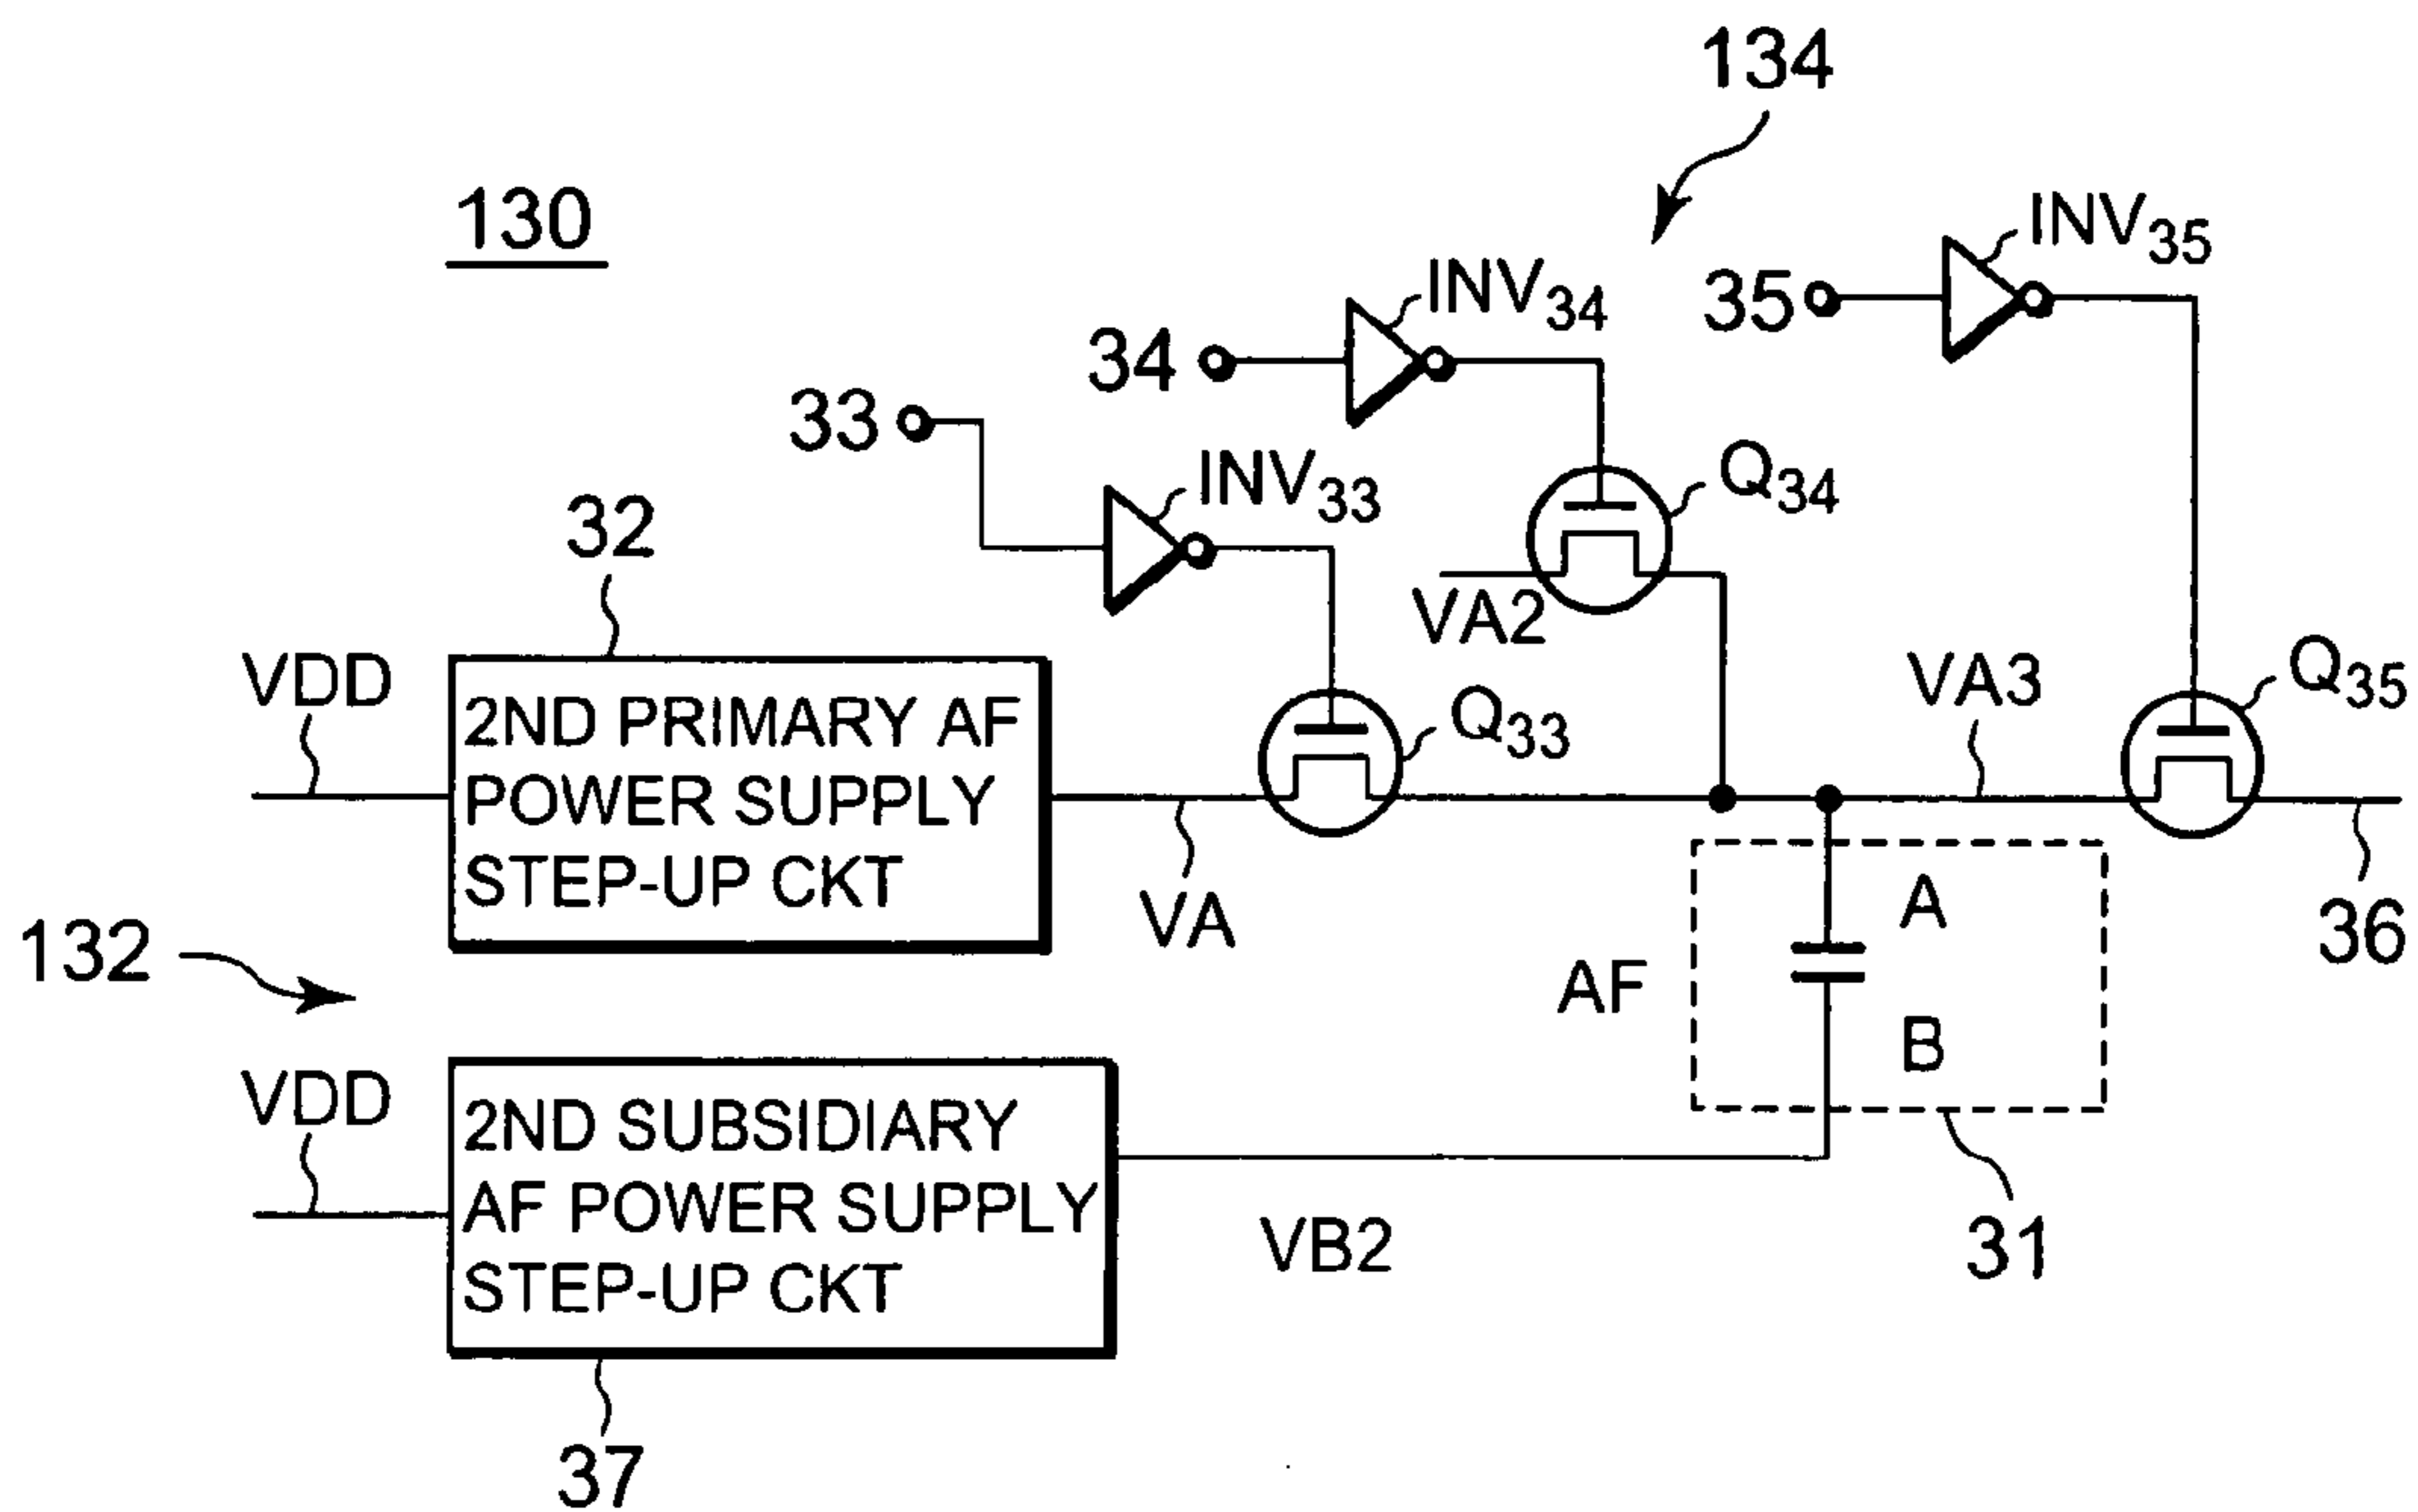 134
130
INV35
35
INV34
34
33
INV33
Q34
32
VA2
VDD
Q33
VA3
Q35
2ND PRIMARY AF
POWER SUPPLY
STEP-UP CKT
VA
A
36
132
AF
B
VDD
2ND SUBSIDIARY
AF POWER SUPPLY
STEP-UP CKT
VB2
31
37